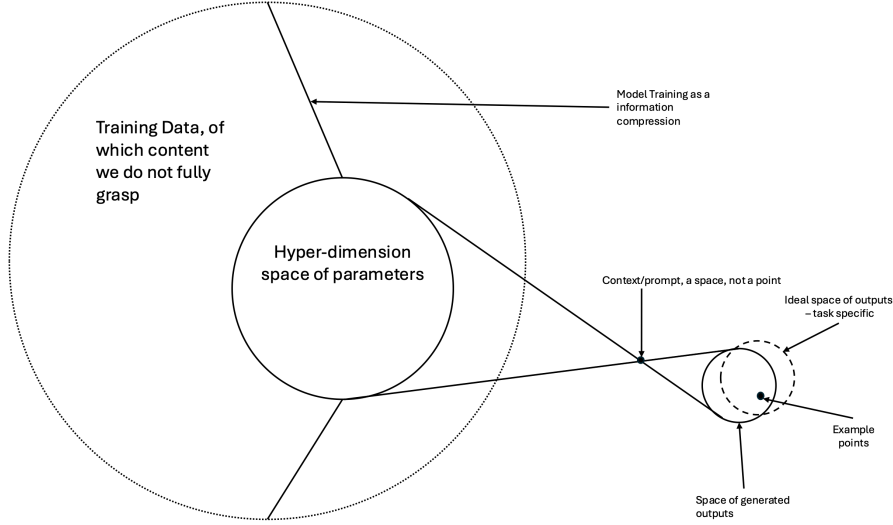 Model Training as a
information
compression
Training Data, of
which content
we do not fully
grasp
Hyper-dimension
space of parameters
Context/prompt, a space, not a point
Ideal space of outputs
– task specific
Example
points
Space of generated
outputs